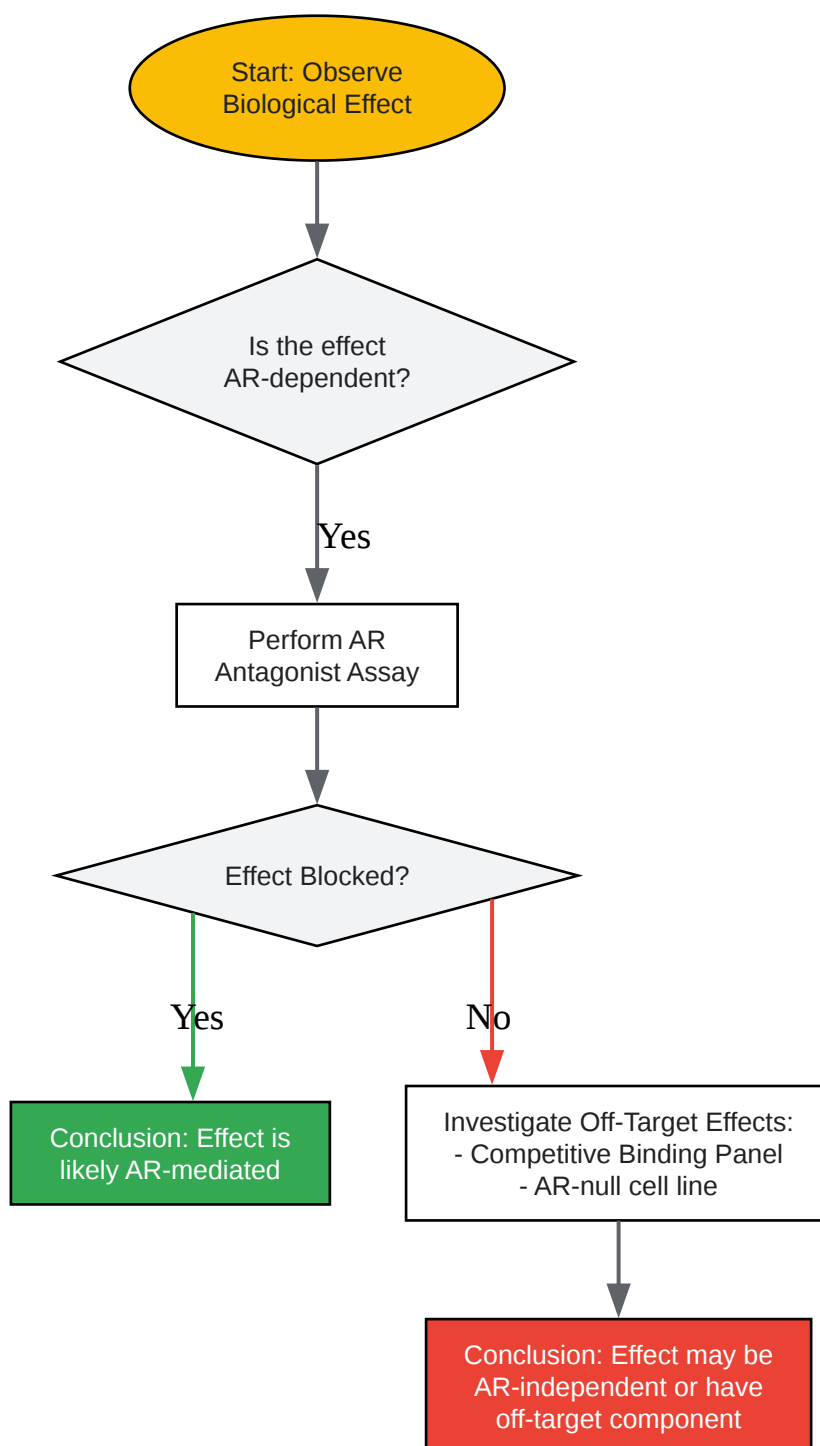 Start: Observe
Biological Effect
Is the effect
AR-dependent?
Yes
Perform AR
Antagonist Assay
Effect Blocked?
Yes
No
Conclusion: Effect is
likely AR-mediated
Investigate Off-Target Effects:
- Competitive Binding Panel
- AR-null cell line
Conclusion: Effect may be
AR-independent or have
off-target component